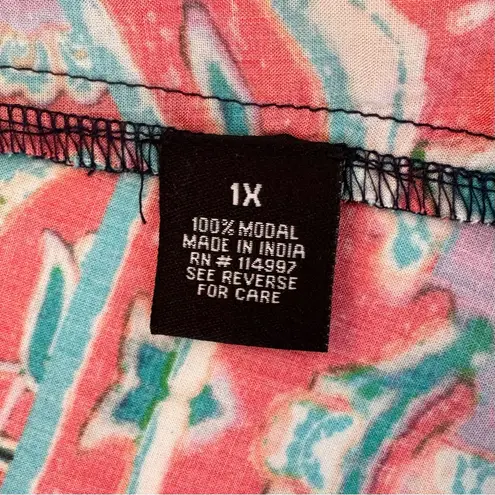 1X
100% MODAL
MADE IN INDIA
RN # 114997
SEE REVERSE
FOR CARE